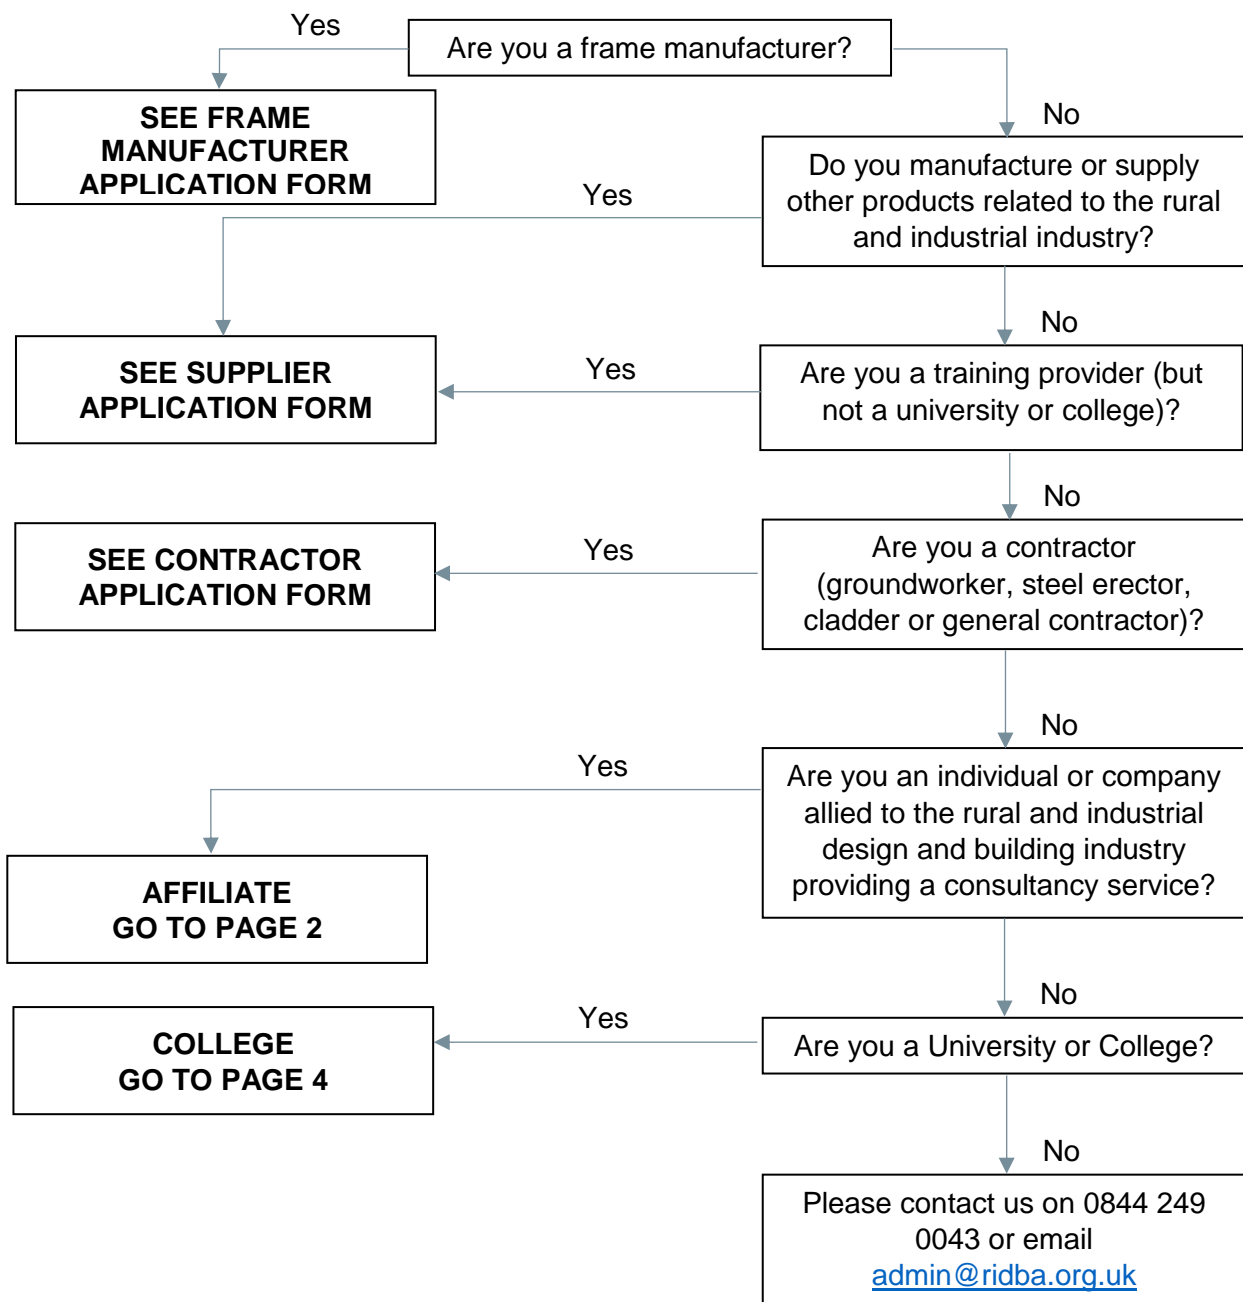 Yes
Are you a frame manufacturer?
SEE FRAME
MANUFACTURER
APPLICATION FORM
No
Do you manufacture or supply
other products related to the rural
and industrial industry?
Yes
No
SEE SUPPLIER
APPLICATION FORM
Yes
Are you a training provider (but
not a university or college)?
No
SEE CONTRACTOR
APPLICATION FORM
Yes
Are you a contractor
(groundworker, steel erector,
cladder or general contractor)?
No
Yes
Are you an individual or company
allied to the rural and industrial
design and building industry
providing a consultancy service?
AFFILIATE
GO TO PAGE 2
No
COLLEGE
GO TO PAGE 4
Yes
Are you a University or College?
No
Please contact us on 0844 249
0043 or email
admin@ridba.org.uk